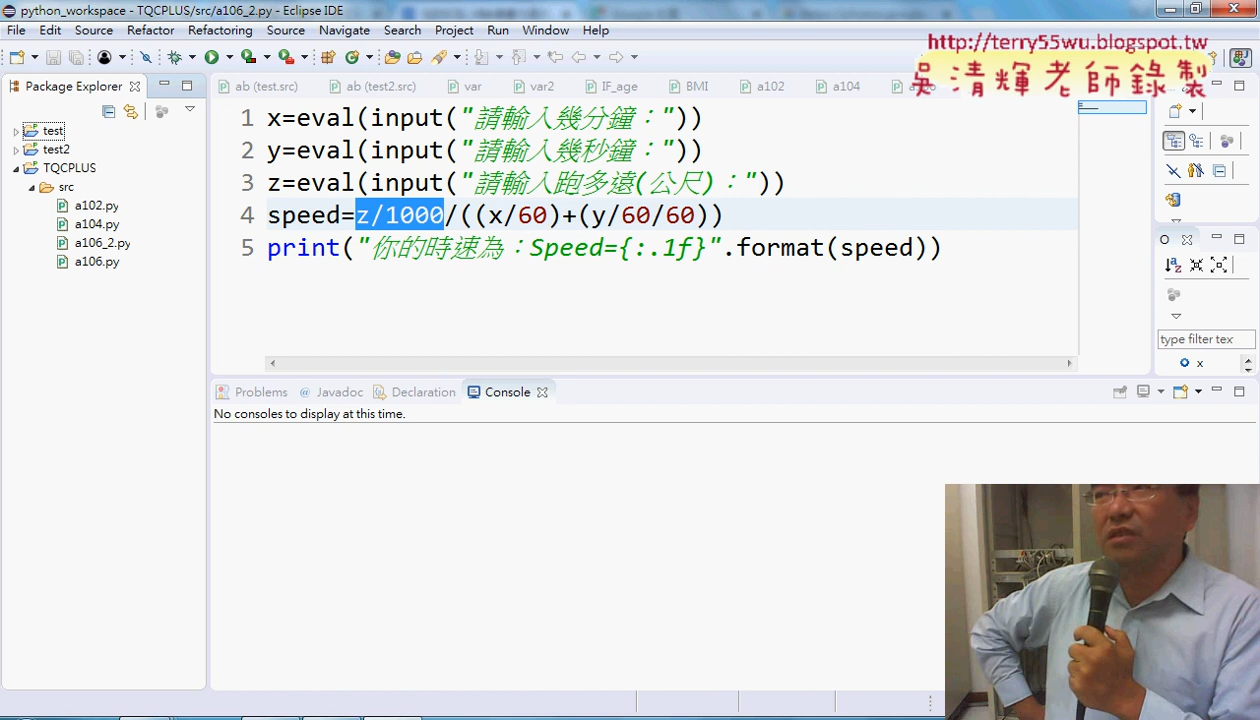 python_workspace - TQCPLUS/src/a106_2.py - Eclipse IDE
File Edit Source Refactor Refactoring Source Navigate Search Project Run Window Help
http://terry55wu.blogspot.tw
吳清輝老師錄製
Package Explorer
ab (test.src) ab (test2.src) var var2 IF_age BMI a102 a104
test
test2
TQCPLUS
src
a102.py
a104.py
a106_2.py
a106.py
1 x=eval(input("請輸入幾分鐘："))
2 y=eval(input("請輸入幾秒鐘："))
3 z=eval(input("請輸入跑多遠(公尺)："))
4 speed=z/1000/((x/60)+(y/60/60))
5 print("你的時速為：Speed={:.1f}".format(speed))
O
type filter tex
x
Problems Javadoc Declaration Console
No consoles to display at this time.